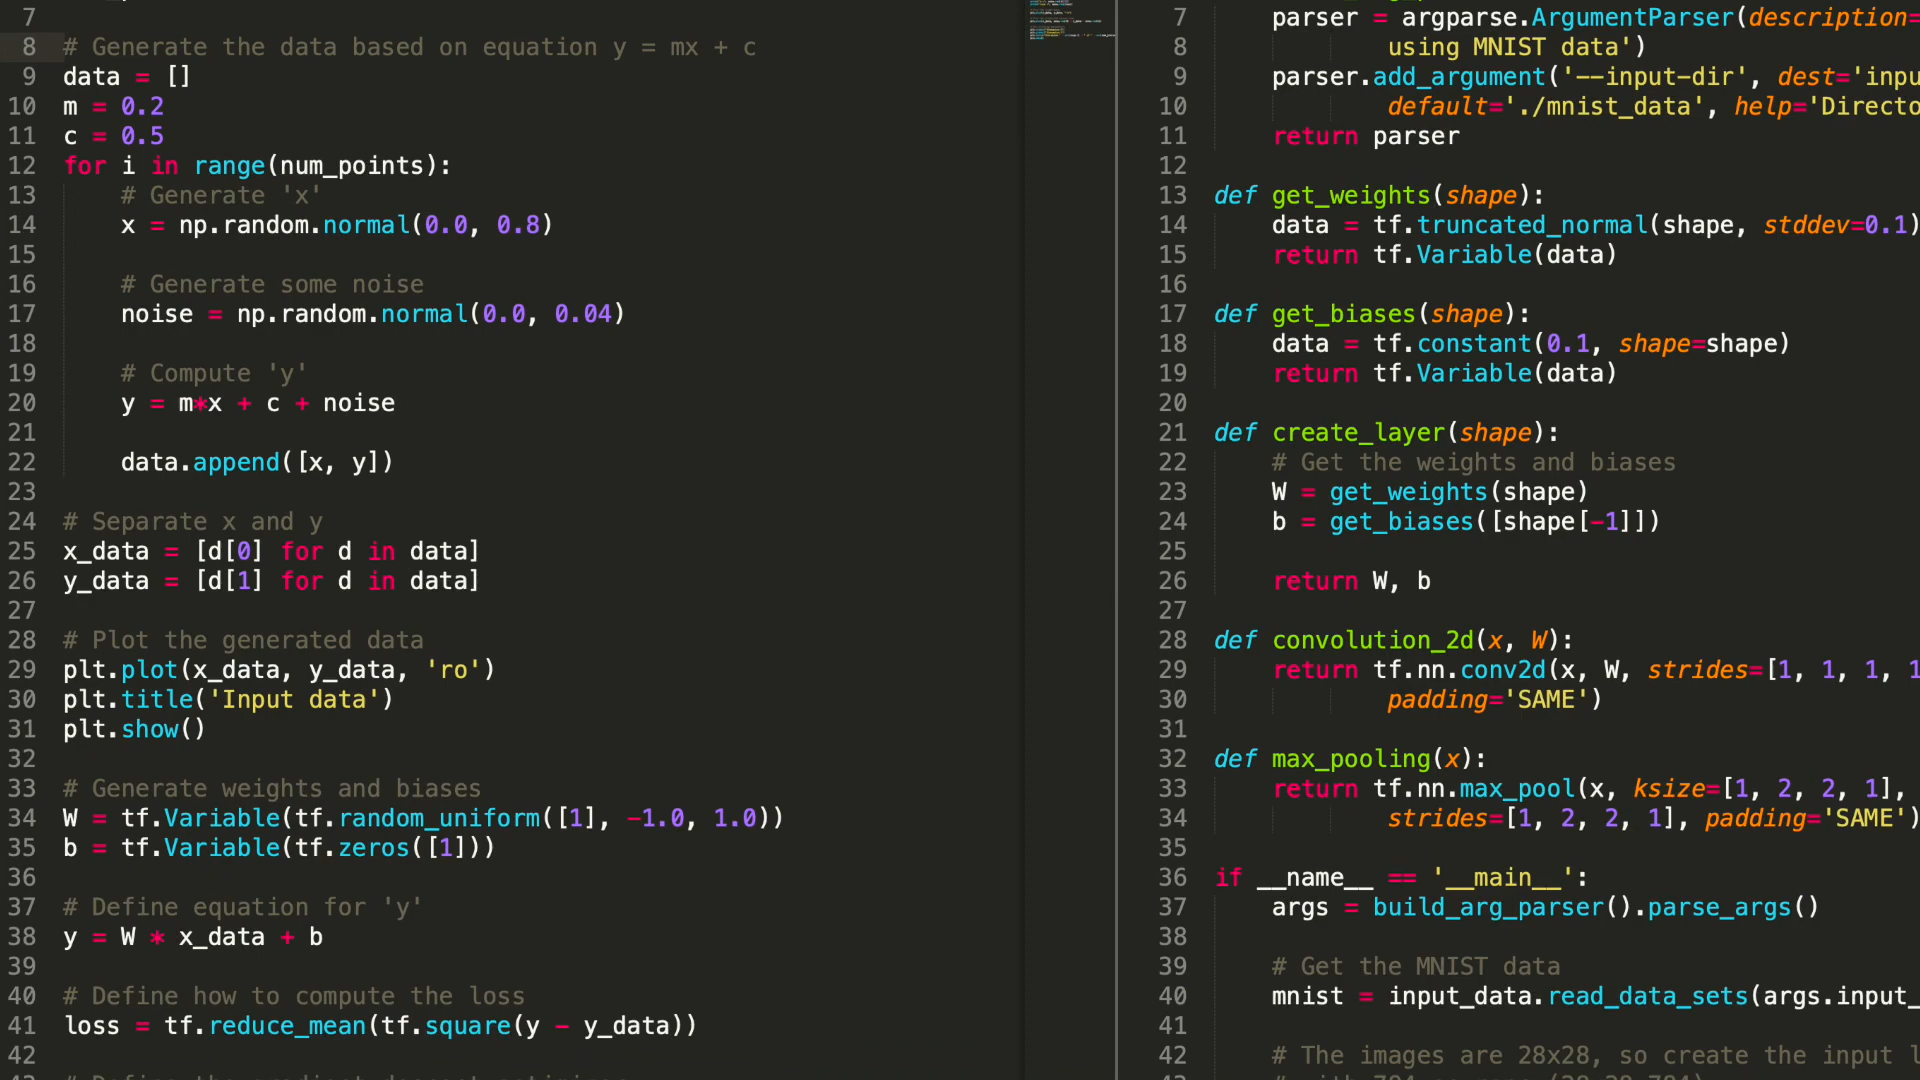 7
8 # Generate the data based on equation y = mx + c
9 data = []
10 m = 0.2
11 c = 0.5
12 for i in range(num_points):
13 # Generate 'x'
14 x = np.random.normal(0.0, 0.8)
15
16 # Generate some noise
17 noise = np.random.normal(0.0, 0.04)
18
19 # Compute 'y'
20 y = m*x + c + noise
21
22 data.append([x, y])
23
24 # Separate x and y
25 x_data = [d[0] for d in data]
26 y_data = [d[1] for d in data]
27
28 # Plot the generated data
29 plt.plot(x_data, y_data, 'ro')
30 plt.title('Input data')
31 plt.show()
32
33 # Generate weights and biases
34 W = tf.Variable(tf.random_uniform([1], -1.0, 1.0))
35 b = tf.Variable(tf.zeros([1]))
36
37 # Define equation for 'y'
38 y = W * x_data + b
39
40 # Define how to compute the loss
41 loss = tf.reduce_mean(tf.square(y - y_data))
42
7 parser = argparse.ArgumentParser(description=
8 using MNIST data')
9 parser.add_argument('--input-dir', dest='inpu
10 default='./mnist_data', help='Directo
11 return parser
12
13 def get_weights(shape):
14 data = tf.truncated_normal(shape, stddev=0.1)
15 return tf.Variable(data)
16
17 def get_biases(shape):
18 data = tf.constant(0.1, shape=shape)
19 return tf.Variable(data)
20
21 def create_layer(shape):
22 # Get the weights and biases
23 W = get_weights(shape)
24 b = get_biases([shape[-1]])
25
26 return W, b
27
28 def convolution_2d(x, W):
29 return tf.nn.conv2d(x, W, strides=[1, 1, 1, 1
30 padding='SAME')
31
32 def max_pooling(x):
33 return tf.nn.max_pool(x, ksize=[1, 2, 2, 1],
34 strides=[1, 2, 2, 1], padding='SAME')
35
36 if __name__ == '__main__':
37 args = build_arg_parser().parse_args()
38
39 # Get the MNIST data
40 mnist = input_data.read_data_sets(args.input_
41
42 # The images are 28x28, so create the input l